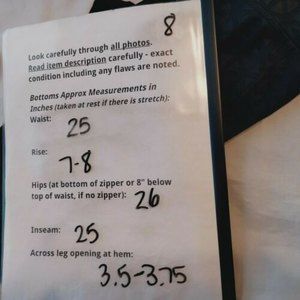 8
Look carefully through all photos.
Read item description carefully - exact
condition including any flaws are noted.
Bottoms Approx Measurements in
Inches (taken at rest if there is stretch):
Waist:
25
Rise:
7-8
Hips (at bottom of zipper or 8" below
top of waist, if no zipper):
26
Inseam:
25
Across leg opening at hem:
3.5-3.75